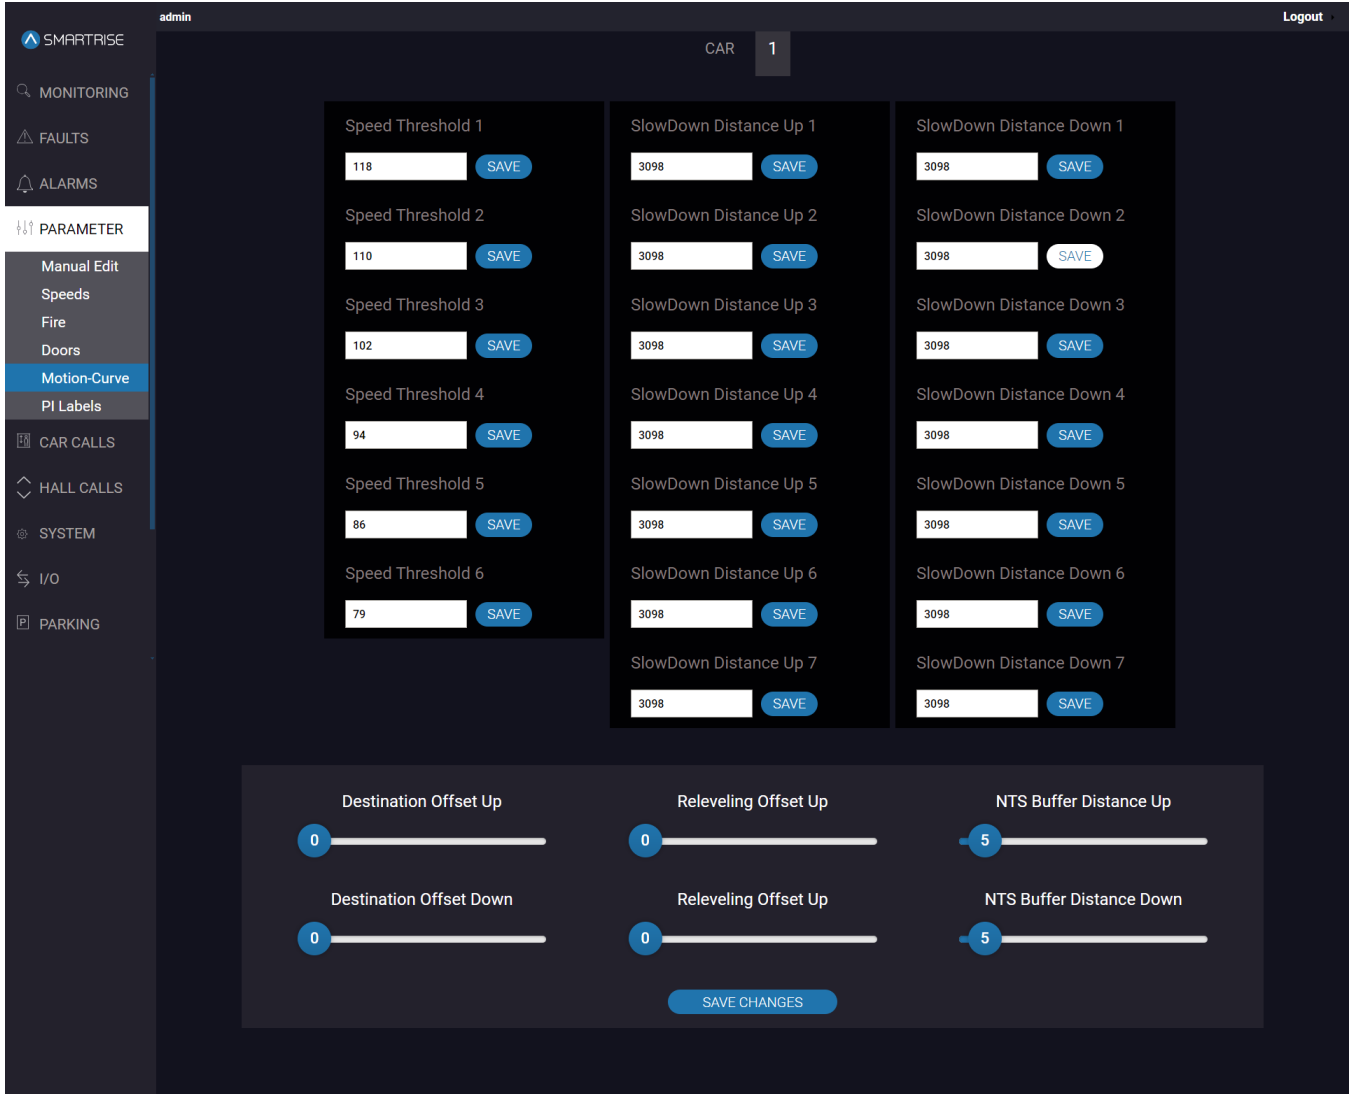 admin
Logout
SMARTRISE
CAR 1
MONITORING
FAULTS
ALARMS
PARAMETER
Manual Edit
Speeds
Fire
Doors
Motion-Curve
PI Labels
CAR CALLS
HALL CALLS
SYSTEM
I/O
P PARKING
Speed Threshold 1
118 SAVE
Speed Threshold 2
110 SAVE
Speed Threshold 3
102 SAVE
Speed Threshold 4
94 SAVE
Speed Threshold 5
86 SAVE
Speed Threshold 6
79 SAVE
SlowDown Distance Up 1
3098 SAVE
SlowDown Distance Up 2
3098 SAVE
SlowDown Distance Up 3
3098 SAVE
SlowDown Distance Up 4
3098 SAVE
SlowDown Distance Up 5
3098 SAVE
SlowDown Distance Up 6
3098 SAVE
SlowDown Distance Up 7
3098 SAVE
SlowDown Distance Down 1
3098 SAVE
SlowDown Distance Down 2
3098 SAVE
SlowDown Distance Down 3
3098 SAVE
SlowDown Distance Down 4
3098 SAVE
SlowDown Distance Down 5
3098 SAVE
SlowDown Distance Down 6
3098 SAVE
SlowDown Distance Down 7
3098 SAVE
Destination Offset Up
0
Releveling Offset Up
0
NTS Buffer Distance Up
5
Destination Offset Down
0
Releveling Offset Up
0
NTS Buffer Distance Down
5
SAVE CHANGES